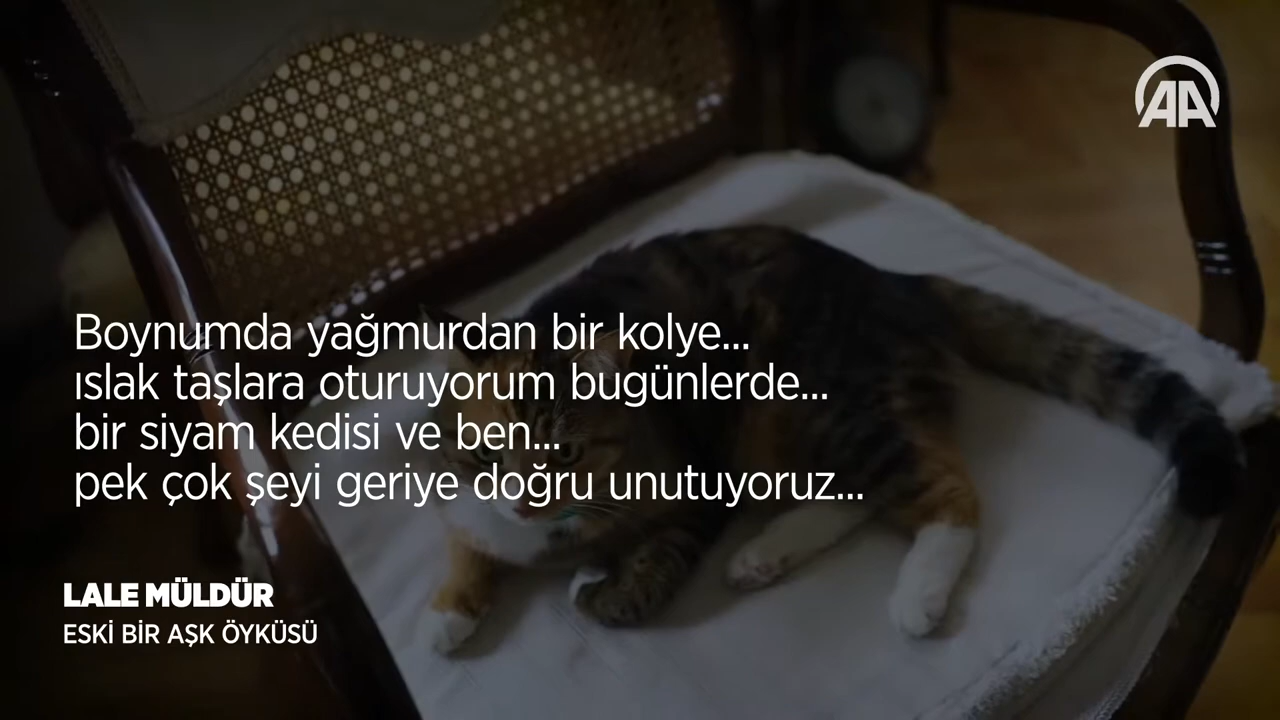 AA
Boynumda yağmurdan bir kolye...
ıslak taşlara oturuyorum bugünlerde...
bir siyam kedisi ve ben...
pek çok şeyi geriye doğru unutuyoruz...
LALE MÜLDÜR
ESKİ BİR AŞK ÖYKÜSÜ